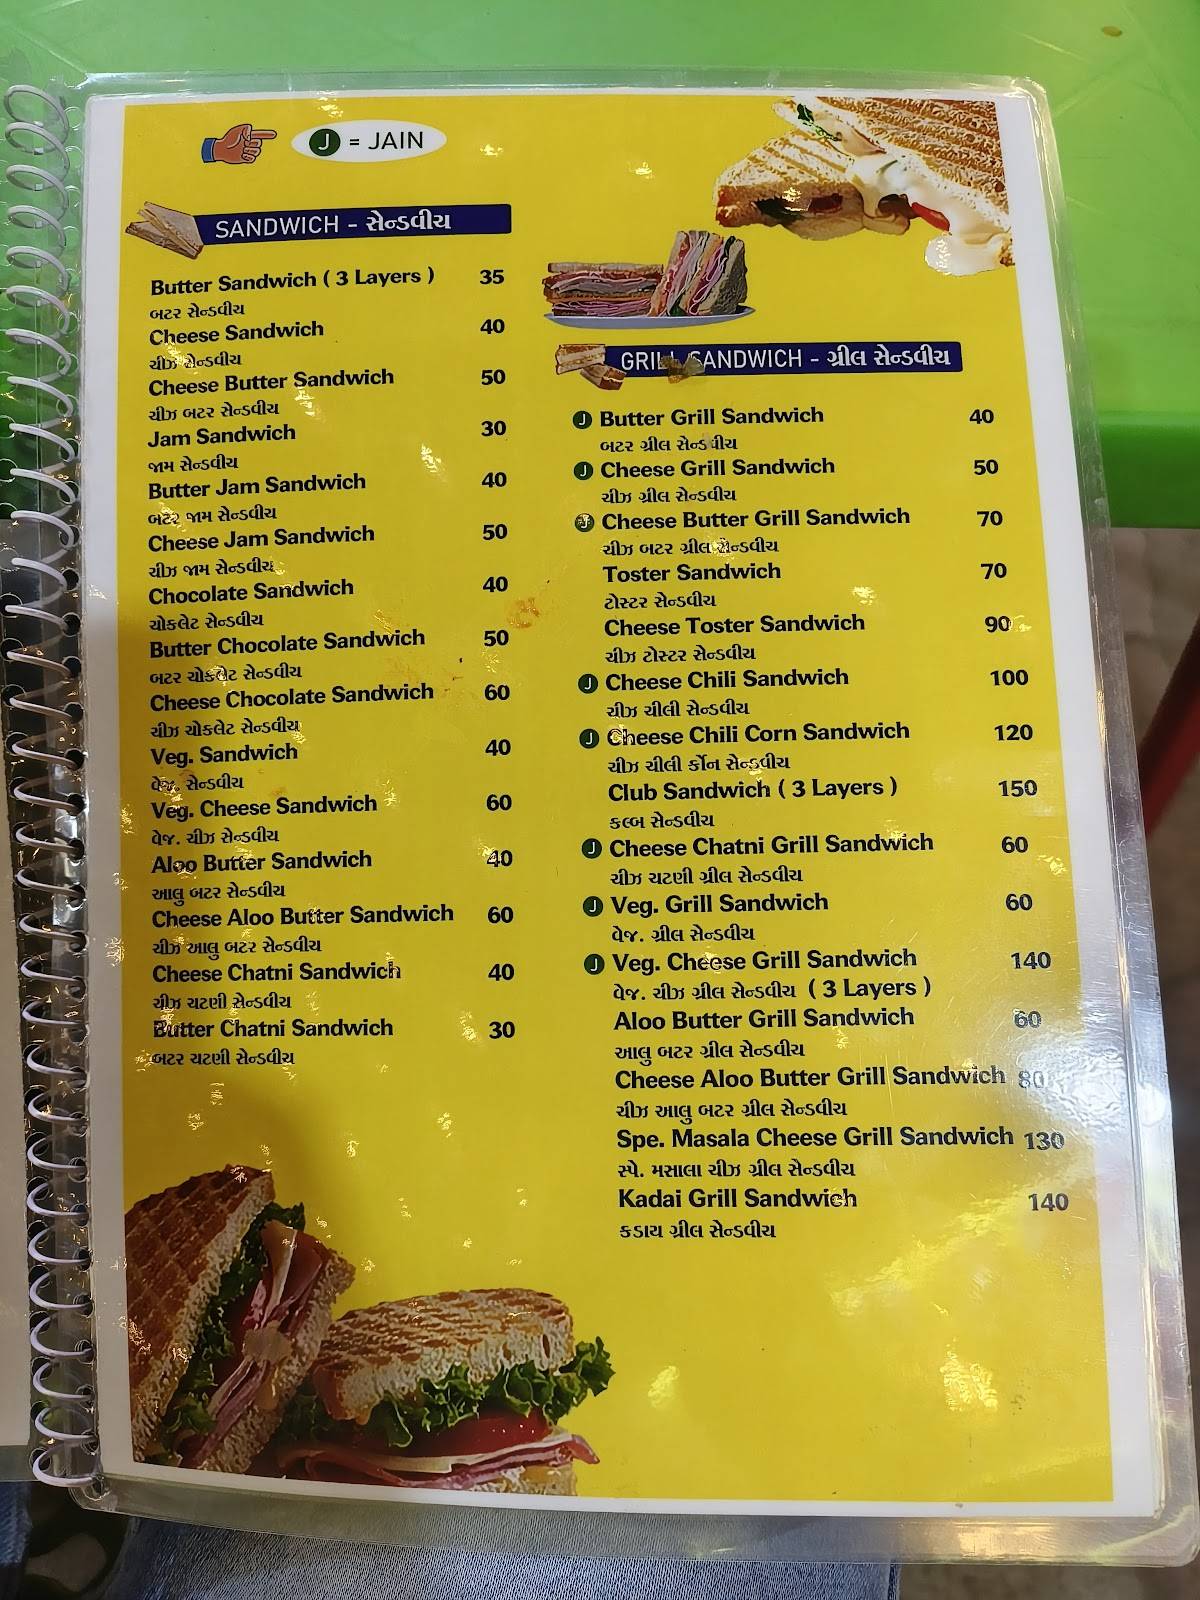 J = JAIN
SANDWICH - સેન્ડવીચ
Butter Sandwich ( 3 Layers ) 35
બટર સેન્ડવીચ
Cheese Sandwich 40
ચીઝ સેન્ડવીચ
Cheese Butter Sandwich 50
ચીઝ બટર સેન્ડવીચ
Jam Sandwich 30
જામ સેન્ડવીચ
Butter Jam Sandwich 40
બટર જામ સેન્ડવીચ
Cheese Jam Sandwich 50
ચીઝ જામ સેન્ડવીચ
Chocolate Sandwich 40
ચોકલેટ સેન્ડવીચ
Butter Chocolate Sandwich 50
બટર ચોકલેટ સેન્ડવીચ
Cheese Chocolate Sandwich 60
ચીઝ ચોકલેટ સેન્ડવીચ
Veg. Sandwich 40
વેજ. સેન્ડવીચ
Veg. Cheese Sandwich 60
વેજ. ચીઝ સેન્ડવીચ
Aloo Butter Sandwich 40
આલુ બટર સેન્ડવીચ
Cheese Aloo Butter Sandwich 60
ચીઝ આલુ બટર સેન્ડવીચ
Cheese Chatni Sandwich 40
ચીઝ ચટણી સેન્ડવીચ
Butter Chatni Sandwich 30
બટર ચટણી સેન્ડવીચ
GRILL SANDWICH - ગ્રીલ સેન્ડવીચ
J Butter Grill Sandwich 40
બટર ગ્રીલ સેન્ડવીચ
J Cheese Grill Sandwich 50
ચીઝ ગ્રીલ સેન્ડવીચ
J Cheese Butter Grill Sandwich 70
ચીઝ બટર ગ્રીલ સેન્ડવીચ
Toster Sandwich 70
ટોસ્ટર સેન્ડવીચ
Cheese Toster Sandwich 90
ચીઝ ટોસ્ટર સેન્ડવીચ
J Cheese Chili Sandwich 100
ચીઝ ચીલી સેન્ડવીચ
J Cheese Chili Corn Sandwich 120
ચીઝ ચીલી કોર્ન સેન્ડવીચ
Club Sandwich ( 3 Layers ) 150
કલ્બ સેન્ડવીચ
J Cheese Chatni Grill Sandwich 60
ચીઝ ચટણી ગ્રીલ સેન્ડવીચ
J Veg. Grill Sandwich 60
વેજ. ગ્રીલ સેન્ડવીચ
J Veg. Cheese Grill Sandwich 140
વેજ. ચીઝ ગ્રીલ સેન્ડવીચ ( 3 Layers )
Aloo Butter Grill Sandwich 60
આલુ બટર ગ્રીલ સેન્ડવીચ
Cheese Aloo Butter Grill Sandwich 80
ચીઝ આલુ બટર ગ્રીલ સેન્ડવીચ
Spe. Masala Cheese Grill Sandwich 130
સ્પે. મસાલા ચીઝ ગ્રીલ સેન્ડવીચ
Kadai Grill Sandwich 140
કડાય ગ્રીલ સેન્ડવીચ